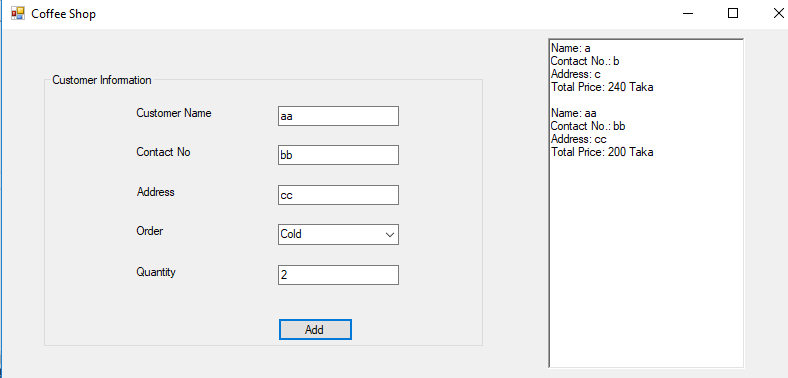 Coffee Shop
Customer Information
Customer Name
aa
Contact No
bb
Address
cc
Order
Cold
Quantity
2
Add
Name: a
Contact No.: b
Address: c
Total Price: 240 Taka
Name: aa
Contact No.: bb
Address: cc
Total Price: 200 Taka